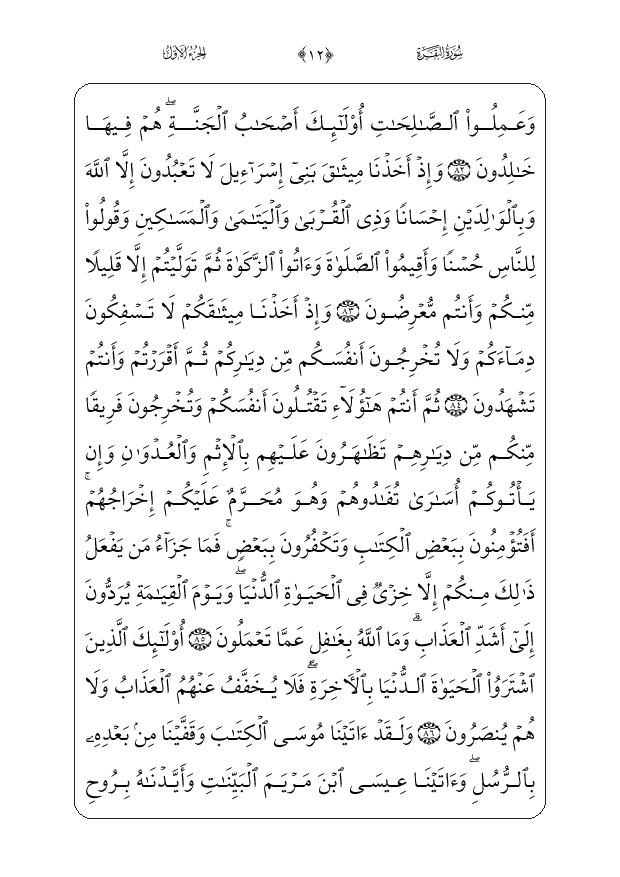 سُورَةُ البَقَرَةِ ﴿١٢﴾ الجُزءُ الأوّلُ
وَعَمِلُوا۟ ٱلصَّٰلِحَٰتِ أُو۟لَٰٓئِكَ أَصْحَٰبُ ٱلْجَنَّةِ ۖ هُمْ فِيهَا
خَٰلِدُونَ ٨٢ وَإِذْ أَخَذْنَا مِيثَٰقَ بَنِىٓ إِسْرَٰٓءِيلَ لَا تَعْبُدُونَ إِلَّا ٱللَّهَ
وَبِٱلْوَٰلِدَيْنِ إِحْسَانًا وَذِى ٱلْقُرْبَىٰ وَٱلْيَتَٰمَىٰ وَٱلْمَسَٰكِينِ وَقُولُوا۟
لِلنَّاسِ حُسْنًا وَأَقِيمُوا۟ ٱلصَّلَوٰةَ وَءَاتُوا۟ ٱلزَّكَوٰةَ ثُمَّ تَوَلَّيْتُمْ إِلَّا قَلِيلًا
مِّنكُمْ وَأَنتُم مُّعْرِضُونَ ٨٣ وَإِذْ أَخَذْنَا مِيثَٰقَكُمْ لَا تَسْفِكُونَ
دِمَآءَكُمْ وَلَا تُخْرِجُونَ أَنفُسَكُم مِّن دِيَٰرِكُمْ ثُمَّ أَقْرَرْتُمْ وَأَنتُمْ
تَشْهَدُونَ ٨٤ ثُمَّ أَنتُمْ هَٰٓؤُلَآءِ تَقْتُلُونَ أَنفُسَكُمْ وَتُخْرِجُونَ فَرِيقًا
مِّنكُم مِّن دِيَٰرِهِمْ تَظَٰهَرُونَ عَلَيْهِم بِٱلْإِثْمِ وَٱلْعُدْوَٰنِ وَإِن
يَأْتُوكُمْ أُسَٰرَىٰ تُفَٰدُوهُمْ وَهُوَ مُحَرَّمٌ عَلَيْكُمْ إِخْرَاجُهُمْ ۚ
أَفَتُؤْمِنُونَ بِبَعْضِ ٱلْكِتَٰبِ وَتَكْفُرُونَ بِبَعْضٍ ۚ فَمَا جَزَآءُ مَن يَفْعَلُ
ذَٰلِكَ مِنكُمْ إِلَّا خِزْىٌ فِى ٱلْحَيَوٰةِ ٱلدُّنْيَا ۖ وَيَوْمَ ٱلْقِيَٰمَةِ يُرَدُّونَ
إِلَىٰٓ أَشَدِّ ٱلْعَذَابِ ۗ وَمَا ٱللَّهُ بِغَٰفِلٍ عَمَّا تَعْمَلُونَ ٨٥ أُو۟لَٰٓئِكَ ٱلَّذِينَ
ٱشْتَرَوُا۟ ٱلْحَيَوٰةَ ٱلدُّنْيَا بِٱلْءَاخِرَةِ ۖ فَلَا يُخَفَّفُ عَنْهُمُ ٱلْعَذَابُ وَلَا
هُمْ يُنصَرُونَ ٨٦ وَلَقَدْ ءَاتَيْنَا مُوسَى ٱلْكِتَٰبَ وَقَفَّيْنَا مِنۢ بَعْدِهِۦ
بِٱلرُّسُلِ ۖ وَءَاتَيْنَا عِيسَى ٱبْنَ مَرْيَمَ ٱلْبَيِّنَٰتِ وَأَيَّدْنَٰهُ بِرُوحِ